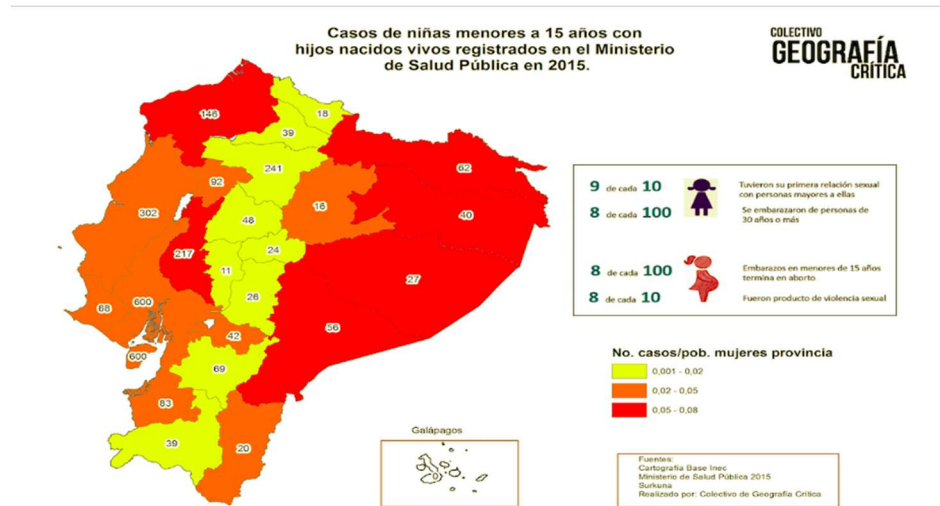 Casos de niñas menores a 15 años con
hijos nacidos vivos registrados en el Ministerio
de Salud Pública en 2015.
COLECTIVO
GEOGRAFÍA
CRÍTICA
146
18
39
241
62
92
16
40
302
48
217
24
27
11
26
68
600
42
56
600
69
83
39
20
9 de cada 10
Tuvieron su primera relación sexual
con personas mayores a ellas
8 de cada 100
Se embarazaron de personas de
30 años o más
8 de cada 100
Embarazos en menores de 15 años
termina en aborto
8 de cada 10
Fueron producto de violencia sexual
No. casos/pob. mujeres provincia
0,001 - 0,02
0,02 - 0,05
0,05 - 0,08
Galápagos
Fuentes:
Cartografía Base Inec
Ministerio de Salud Pública 2015
Surkuna
Realizada por: Colectivo de Geografía Crítica